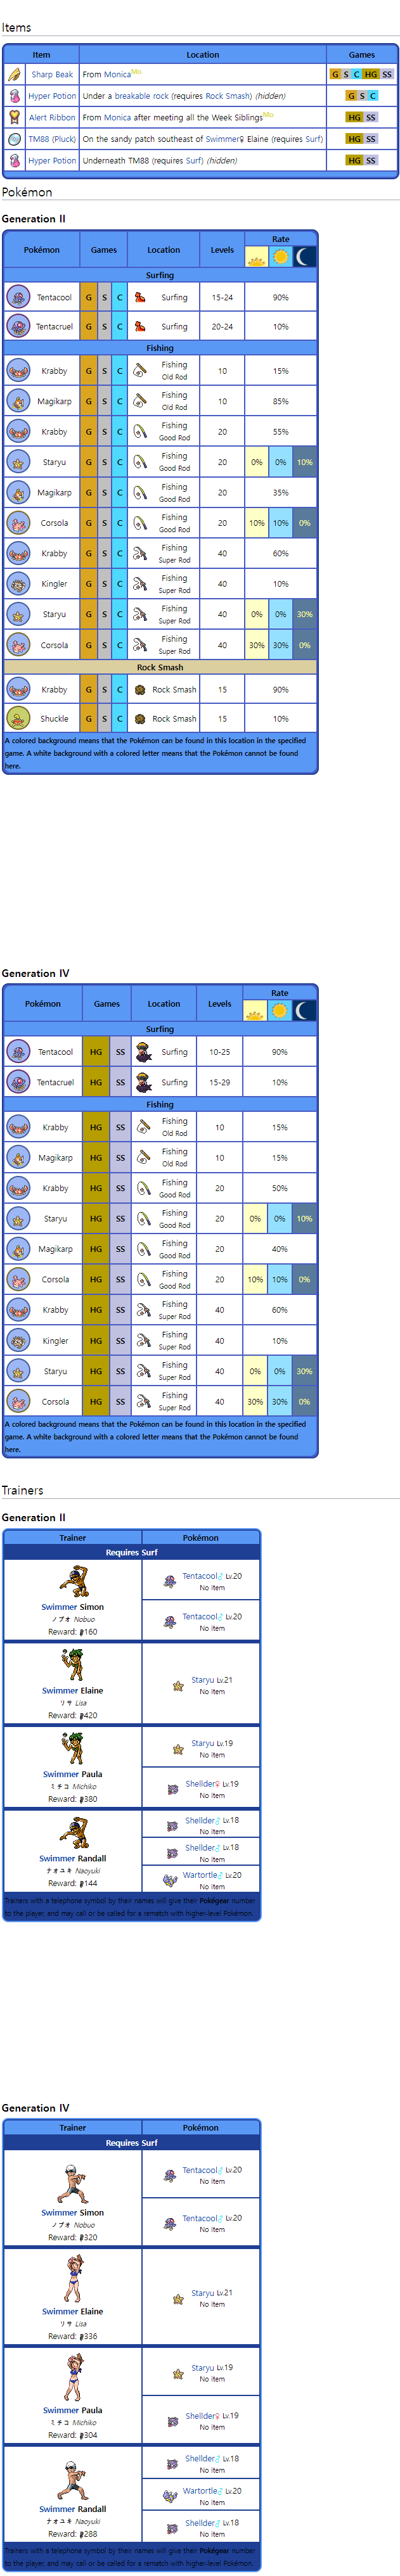 Items
Item Location Games
Sharp Beak From Monica Mo G S C HG SS
Hyper Potion Under a breakable rock (requires Rock Smash) (hidden) G S C
Alert Ribbon From Monica after meeting all the Week Siblings Mo HG SS
TM88 (Pluck) On the sandy patch southeast of Swimmer♀ Elaine (requires Surf) HG SS
Hyper Potion Underneath TM88 (requires Surf) (hidden) HG SS
Pokémon
Generation II
Pokémon Games Location Levels Rate
Surfing
Tentacool G S C Surfing 15-24 90%
Tentacruel G S C Surfing 20-24 10%
Fishing
Krabby G S C Fishing Old Rod 10 15%
Magikarp G S C Fishing Old Rod 10 85%
Krabby G S C Fishing Good Rod 20 55%
Staryu G S C Fishing Good Rod 20 0% 0% 10%
Magikarp G S C Fishing Good Rod 20 35%
Corsola G S C Fishing Good Rod 20 10% 10% 0%
Krabby G S C Fishing Super Rod 40 60%
Kingler G S C Fishing Super Rod 40 10%
Staryu G S C Fishing Super Rod 40 0% 0% 30%
Corsola G S C Fishing Super Rod 40 30% 30% 0%
Rock Smash
Krabby G S C Rock Smash 15 90%
Shuckle G S C Rock Smash 15 10%
A colored background means that the Pokémon can be found in this location in the specified
game. A white background with a colored letter means that the Pokémon cannot be found
here.
Generation IV
Pokémon Games Location Levels Rate
Surfing
Tentacool HG SS Surfing 10-25 90%
Tentacruel HG SS Surfing 15-29 10%
Fishing
Krabby HG SS Fishing Old Rod 10 15%
Magikarp HG SS Fishing Old Rod 10 15%
Krabby HG SS Fishing Good Rod 20 50%
Staryu HG SS Fishing Good Rod 20 0% 0% 10%
Magikarp HG SS Fishing Good Rod 20 40%
Corsola HG SS Fishing Good Rod 20 10% 10% 0%
Krabby HG SS Fishing Super Rod 40 60%
Kingler HG SS Fishing Super Rod 40 10%
Staryu HG SS Fishing Super Rod 40 0% 0% 30%
Corsola HG SS Fishing Super Rod 40 30% 30% 0%
A colored background means that the Pokémon can be found in this location in the specified
game. A white background with a colored letter means that the Pokémon cannot be found
here.
Trainers
Generation II
Trainer Pokémon
Requires Surf
Swimmer Simon
ノブオ Nobuo
Reward: 160
Tentacool♂ Lv.20
No item
Tentacool♂ Lv.20
No item
Swimmer Elaine
リサ Lisa
Reward: 420
Staryu Lv.21
No item
Swimmer Paula
ミチコ Michiko
Reward: 380
Staryu Lv.19
No item
Shellder♀ Lv.19
No item
Swimmer Randall
ナオユキ Naoyuki
Reward: 144
Shellder♂ Lv.18
No item
Shellder♂ Lv.18
No item
Wartortle♂ Lv.20
No item
Trainers with a telephone symbol by their names will give their Pokégear number
to the player, and may call or be called for a rematch with higher-level Pokémon.
Generation IV
Trainer Pokémon
Requires Surf
Swimmer Simon
ノブオ Nobuo
Reward: 320
Tentacool♂ Lv.20
No item
Tentacool♂ Lv.20
No item
Swimmer Elaine
リサ Lisa
Reward: 336
Staryu Lv.21
No item
Swimmer Paula
ミチコ Michiko
Reward: 304
Staryu Lv.19
No item
Shellder♀ Lv.19
No item
Swimmer Randall
ナオユキ Naoyuki
Reward: 288
Shellder♂ Lv.18
No item
Wartortle♂ Lv.20
No item
Shellder♂ Lv.18
No item
Trainers with a telephone symbol by their names will give their Pokégear number
to the player, and may call or be called for a rematch with higher-level Pokémon.